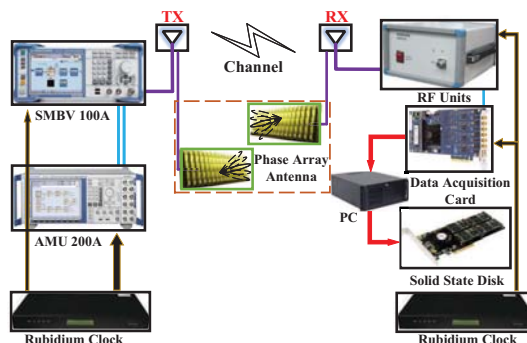 TX
RX
Channel
SMBV 100A
RF Units
Phase Array
Antenna
Data Acquisition
Card
PC
AMU 200A
Solid State Disk
Rubidium Clock
Rubidium Clock